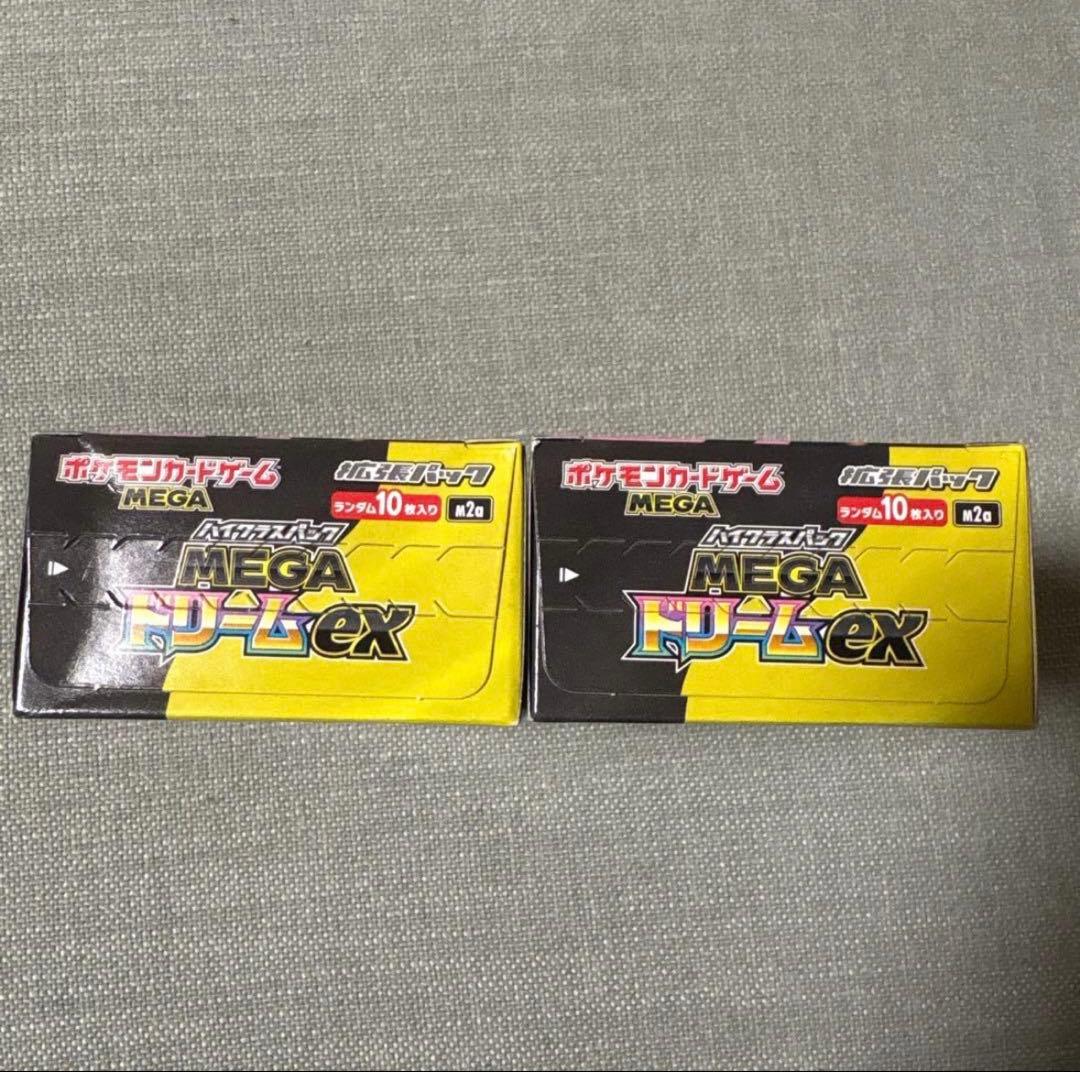 ポケモンカードゲーム
MEGA
拡張パック
ランダム10枚入り M2a
ハイクラスパック
MEGA
ドリームex
ポケモンカードゲーム
MEGA
拡張パック
ランダム10枚入り M2a
ハイクラスパック
MEGA
ドリームex